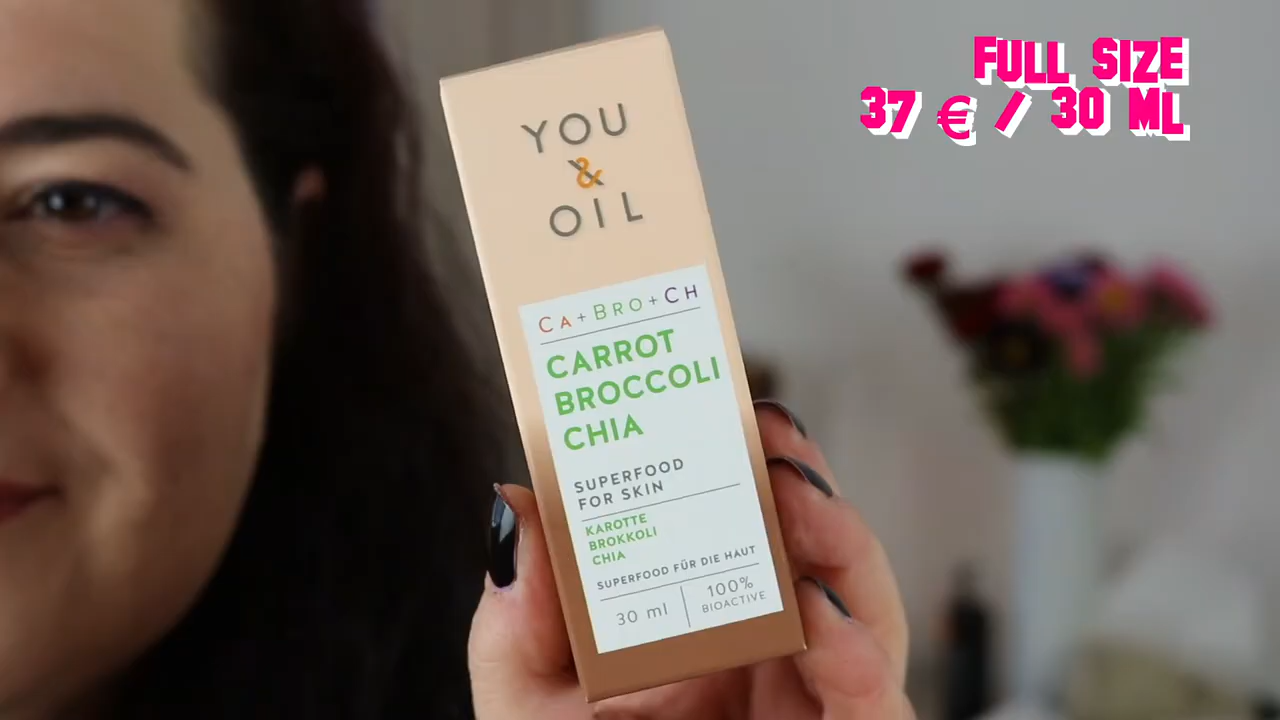 FULL SIZE
37 € / 30 ML
YOU
&
OIL
CA + BRO + CH
CARROT
BROCCOLI
CHIA
SUPERFOOD
FOR SKIN
KAROTTE
BROKKOLI
CHIA
SUPERFOOD FÜR DIE HAUT
30 ml
100%
BIOACTIVE